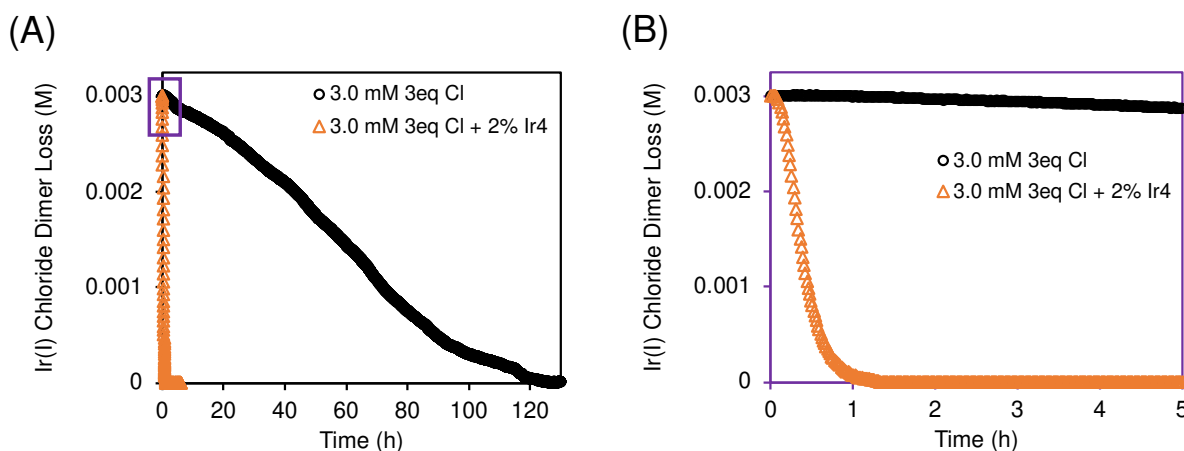 (A)
3.0 mM 3eq Cl
3.0 mM 3eq Cl + 2% Ir4
Ir(I) Chloride Dimer Loss (M)
0.003
0.002
0.001
0
0 20 40 60 80 100 120
Time (h)
(B)
3.0 mM 3eq Cl
3.0 mM 3eq Cl + 2% Ir4
Ir(I) Chloride Dimer Loss (M)
0.003
0.002
0.001
0
0 1 2 3 4 5
Time (h)